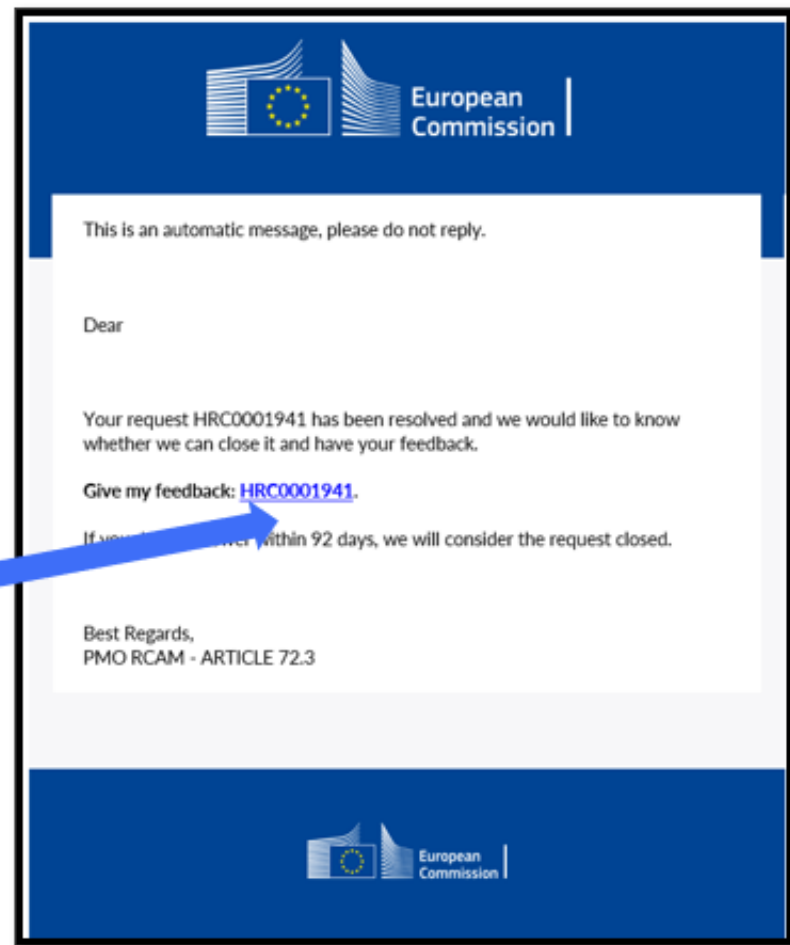 European
Commission
This is an automatic message, please do not reply.
Dear
Your request HRC0001941 has been resolved and we would like to know
whether we can close it and have your feedback.
Give my feedback: HRC0001941.
If within 92 days, we will consider the request closed.
Best Regards,
PMO RCAM - ARTICLE 72.3
European
Commission